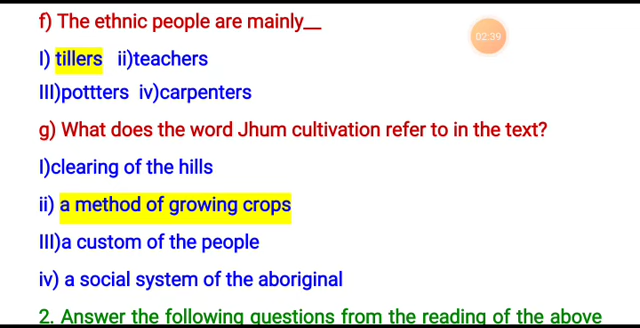 f) The ethnic people are mainly__
02:39
I) tillers ii)teachers
III)pottters iv)carpenters
g) What does the word Jhum cultivation refer to in the text?
I)clearing of the hills
ii) a method of growing crops
III)a custom of the people
iv) a social system of the aboriginal
2. Answer the following questions from the reading of the above